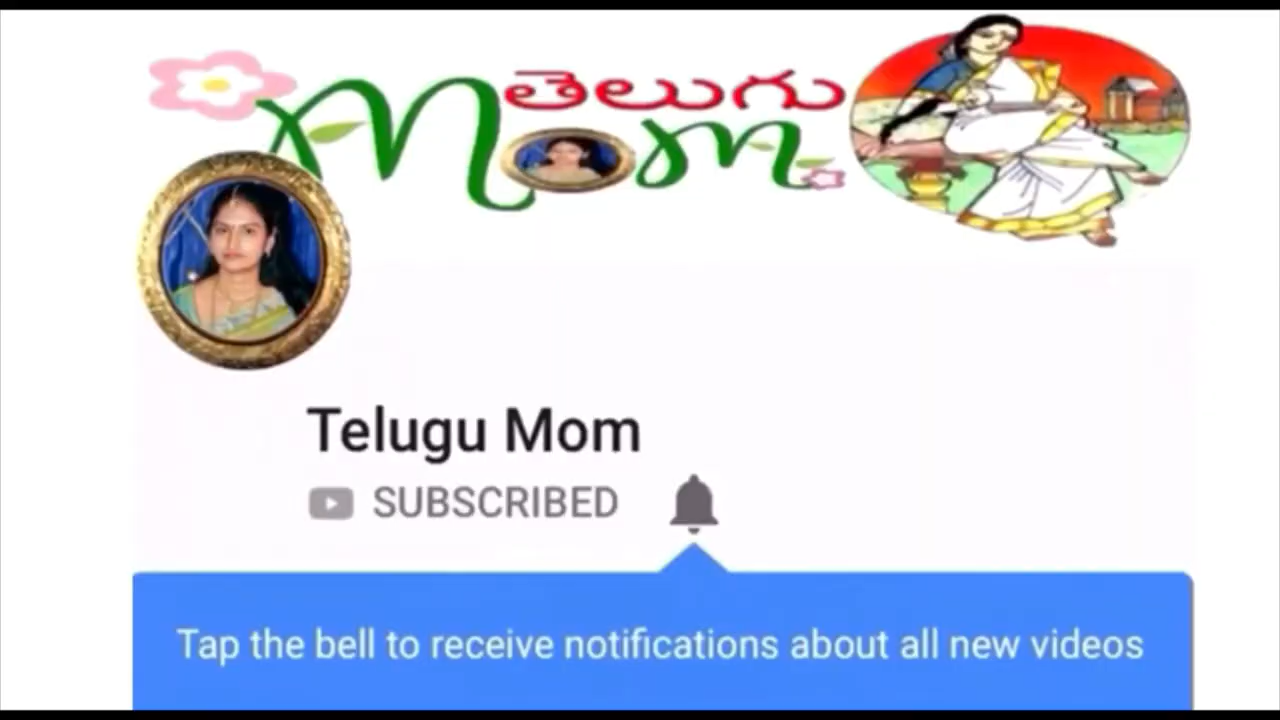 తెలుగు
Mom
Telugu Mom
SUBSCRIBED
Tap the bell to receive notifications about all new videos